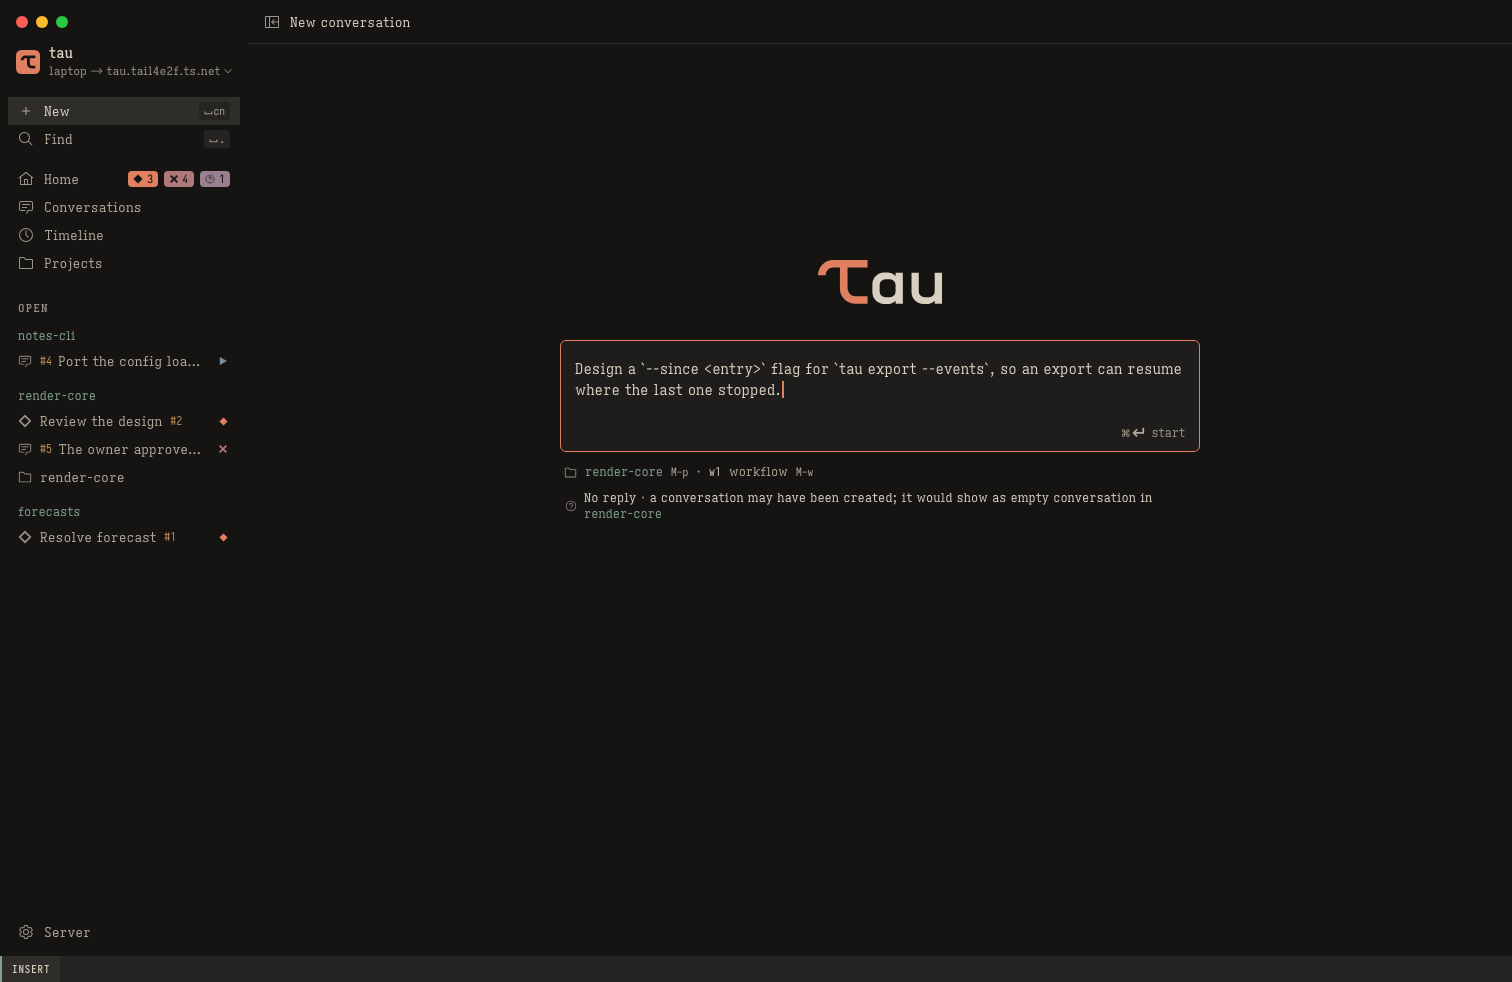 tau
laptop → tau.tail4e2f.ts.net
New ⎵cn
Find ⎵.
Home ◆ 3 ✕ 4 ? 1
Conversations
Timeline
Projects
OPEN
notes-cli
#4 Port the config loa...
render-core
Review the design #2
#5 The owner approve...
render-core
forecasts
Resolve forecast #1
Server
INSERT
New conversation
tau
Design a `--since <entry>` flag for `tau export --events`, so an export can resume
where the last one stopped.
⌘↵ start
render-core M-p · w1 workflow M-w
No reply · a conversation may have been created; it would show as empty conversation in
render-core